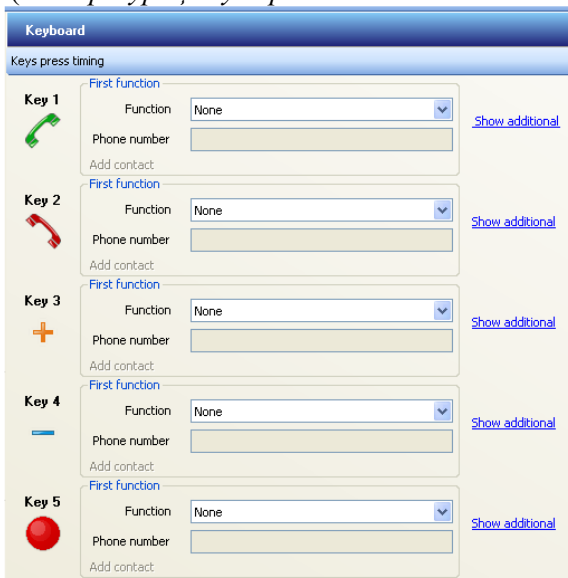 Keyboard
Keys press timing
Key 1
First function
Function None
Show additional
Phone number
Add contact
Key 2
First function
Function None
Show additional
Phone number
Add contact
Key 3
First function
Function None
Show additional
Phone number
Add contact
Key 4
First function
Function None
Show additional
Phone number
Add contact
Key 5
First function
Function None
Show additional
Phone number
Add contact